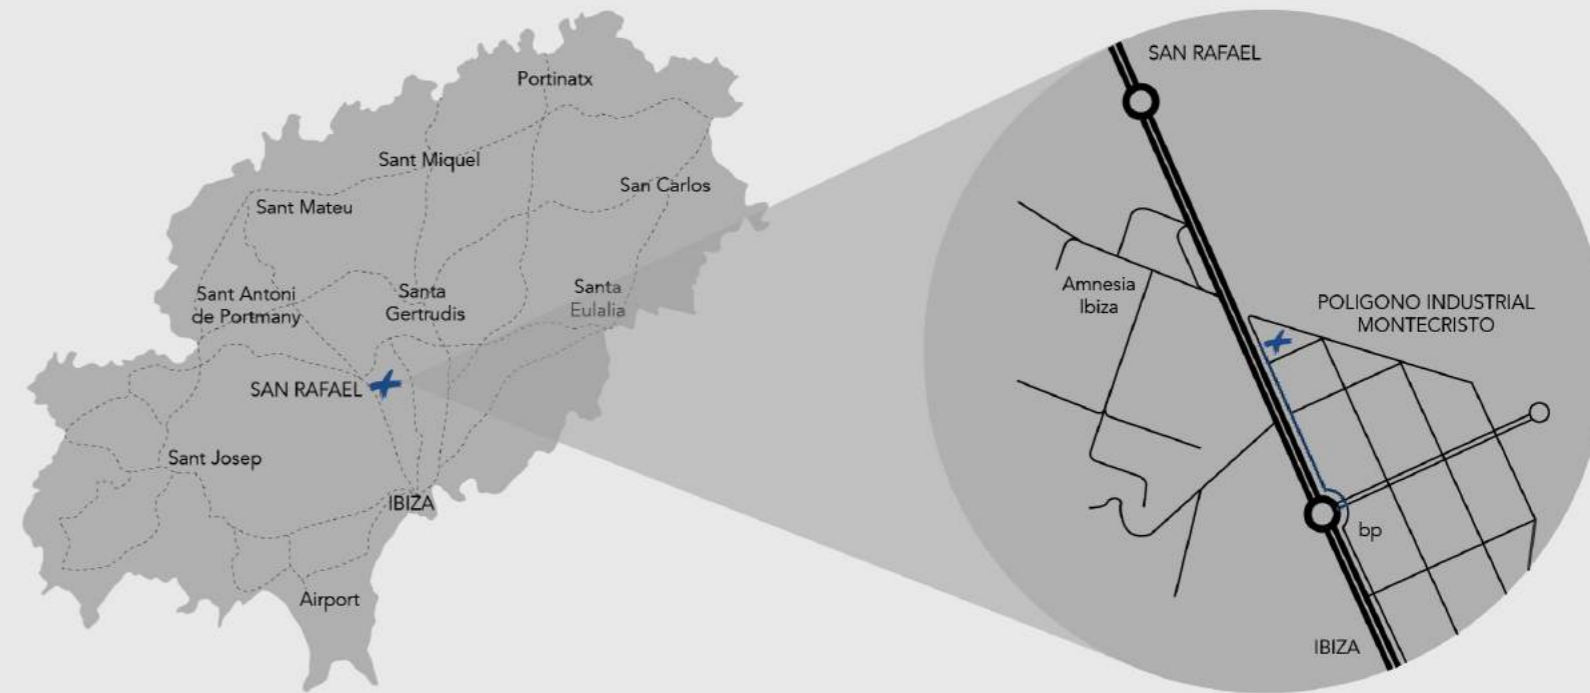 Portinatx
Sant Miquel
San Carlos
Sant Mateu
Sant Antoni
de Portmany
Santa
Gertrudis
Santa
Eulalia
SAN RAFAEL
Sant Josep
IBIZA
Airport
SAN RAFAEL
Amnesia
Ibiza
POLIGONO INDUSTRIAL
MONTECRISTO
bp
IBIZA